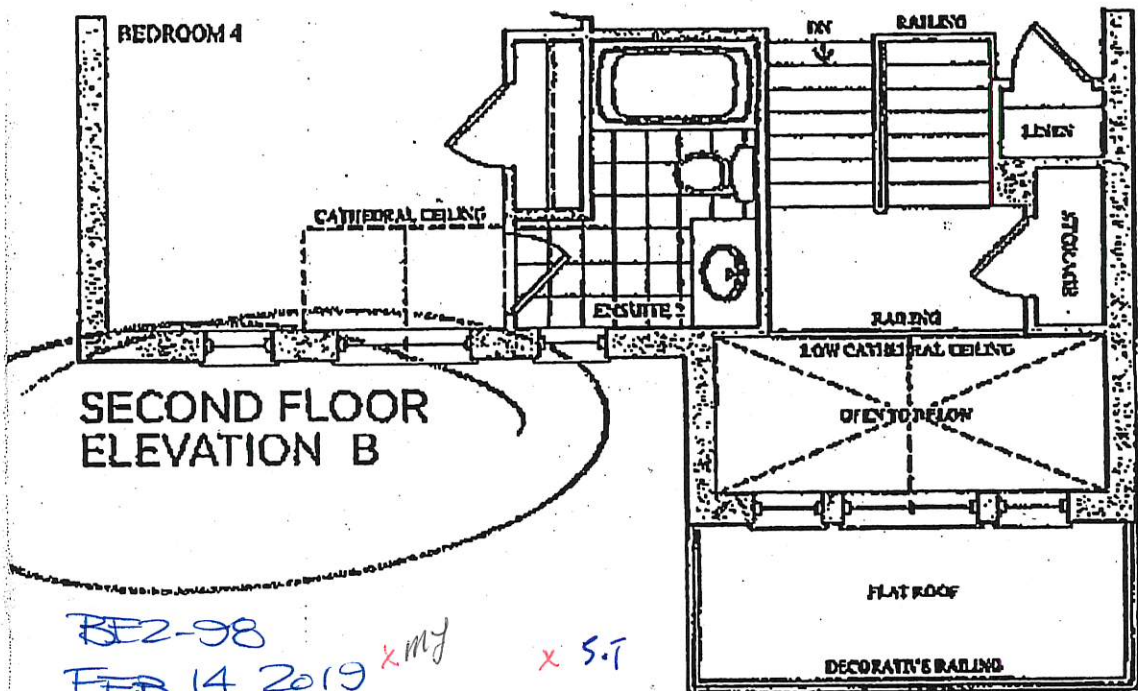 BEDROOM 4
DN
RAILING
LINEN
CATHEDRAL CEILING
STORAGE
ENSUITE 2
RAILING
LOW CATHEDRAL CEILING
OPEN TO BELOW
SECOND FLOOR
ELEVATION B
FLAT ROOF
DECORATIVE RAILING
BE2-98
FEB 14 2019
x MJ
x S.T